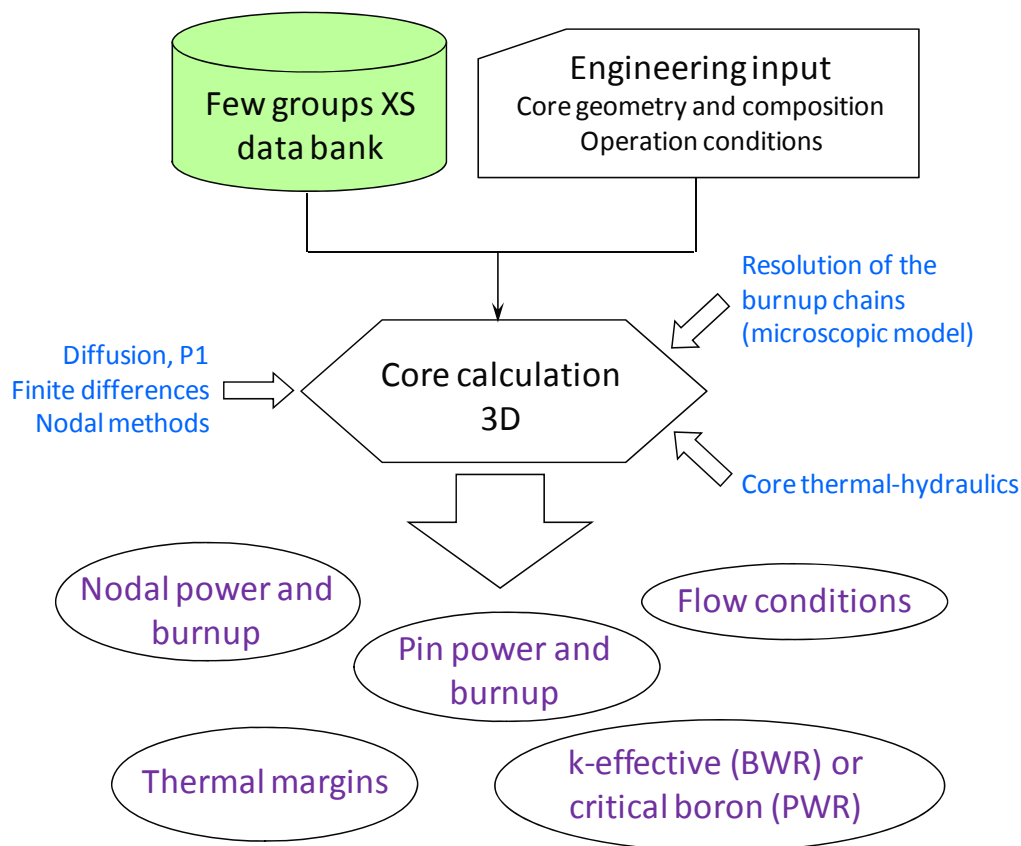 Few groups XS
data bank
Engineering input
Core geometry and composition
Operation conditions
Resolution of the
burnup chains
(microscopic model)
Diffusion, P1
Finite differences
Nodal methods
Core calculation
3D
Core thermal-hydraulics
Nodal power and
burnup
Flow conditions
Pin power and
burnup
Thermal margins
k-effective (BWR) or
critical boron (PWR)